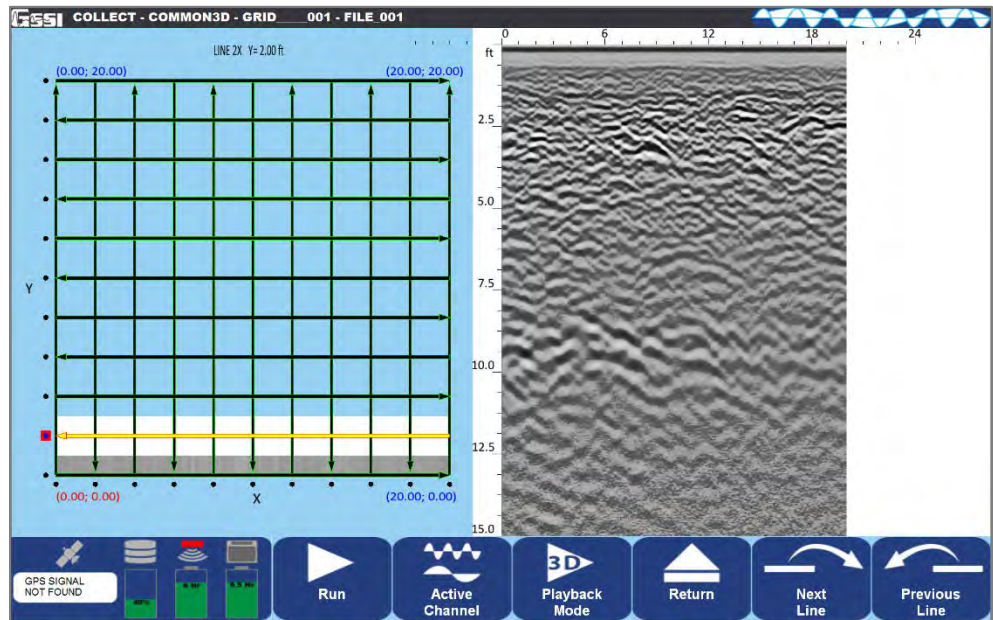 GSSI COLLECT - COMMON3D - GRID____001 - FILE_001
LINE 2X Y= 2.00 ft
(0.00; 20.00) (20.00; 20.00)
Y
(0.00; 0.00) X (20.00; 0.00)
0 6 12 18 24
ft
2.5
5.0
7.5
10.0
12.5
15.0
GPS SIGNAL
NOT FOUND
40%
Run
Active
Channel
3D
Playback
Mode
Return
Next
Line
Previous
Line